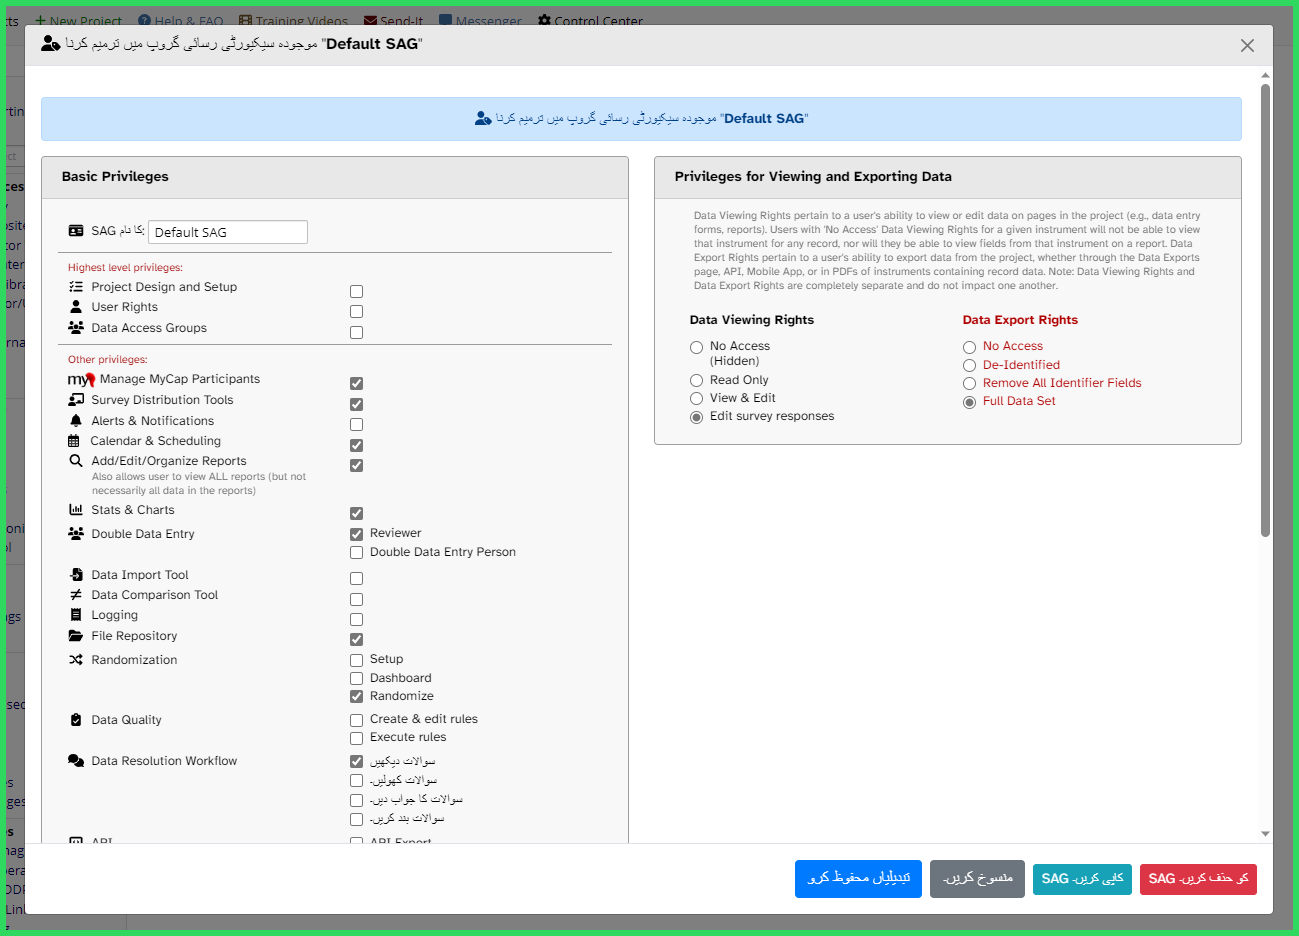 New Project Help & FAQ Training Videos Send-It Messenger Control Center
موجودہ سیکیورٹی رسائی گروپ میں ترمیم کرنا "Default SAG"
موجودہ سیکیورٹی رسائی گروپ میں ترمیم کرنا "Default SAG"
Basic Privileges
SAG کا نام: Default SAG
Highest level privileges:
Project Design and Setup
User Rights
Data Access Groups
Other privileges:
my Manage MyCap Participants
Survey Distribution Tools
Alerts & Notifications
Calendar & Scheduling
Add/Edit/Organize Reports
Also allows user to view ALL reports (but not
necessarily all data in the reports)
Stats & Charts
Double Data Entry Reviewer
Double Data Entry Person
Data Import Tool
Data Comparison Tool
Logging
File Repository
Randomization Setup
Dashboard
Randomize
Data Quality Create & edit rules
Execute rules
Data Resolution Workflow سوالات دیکھیں
سوالات کھولیں۔
سوالات کا جواب دیں۔
سوالات بند کریں۔
API API Export
Privileges for Viewing and Exporting Data
Data Viewing Rights pertain to a user's ability to view or edit data on pages in the project (e.g., data entry
forms, reports). Users with 'No Access' Data Viewing Rights for a given instrument will not be able to view
that instrument for any record, nor will they be able to view fields from that instrument on a report. Data
Export Rights pertain to a user's ability to export data from the project, whether through the Data Exports
page, API, Mobile App, or in PDFs of instruments containing record data. Note: Data Viewing Rights and
Data Export Rights are completely separate and do not impact one another.
Data Viewing Rights
No Access
(Hidden)
Read Only
View & Edit
Edit survey responses
Data Export Rights
No Access
De-Identified
Remove All Identifier Fields
Full Data Set
تبدیلیاں محفوظ کرو
منسوخ کریں۔
SAG کاپی کریں۔
SAG کو حذف کریں۔